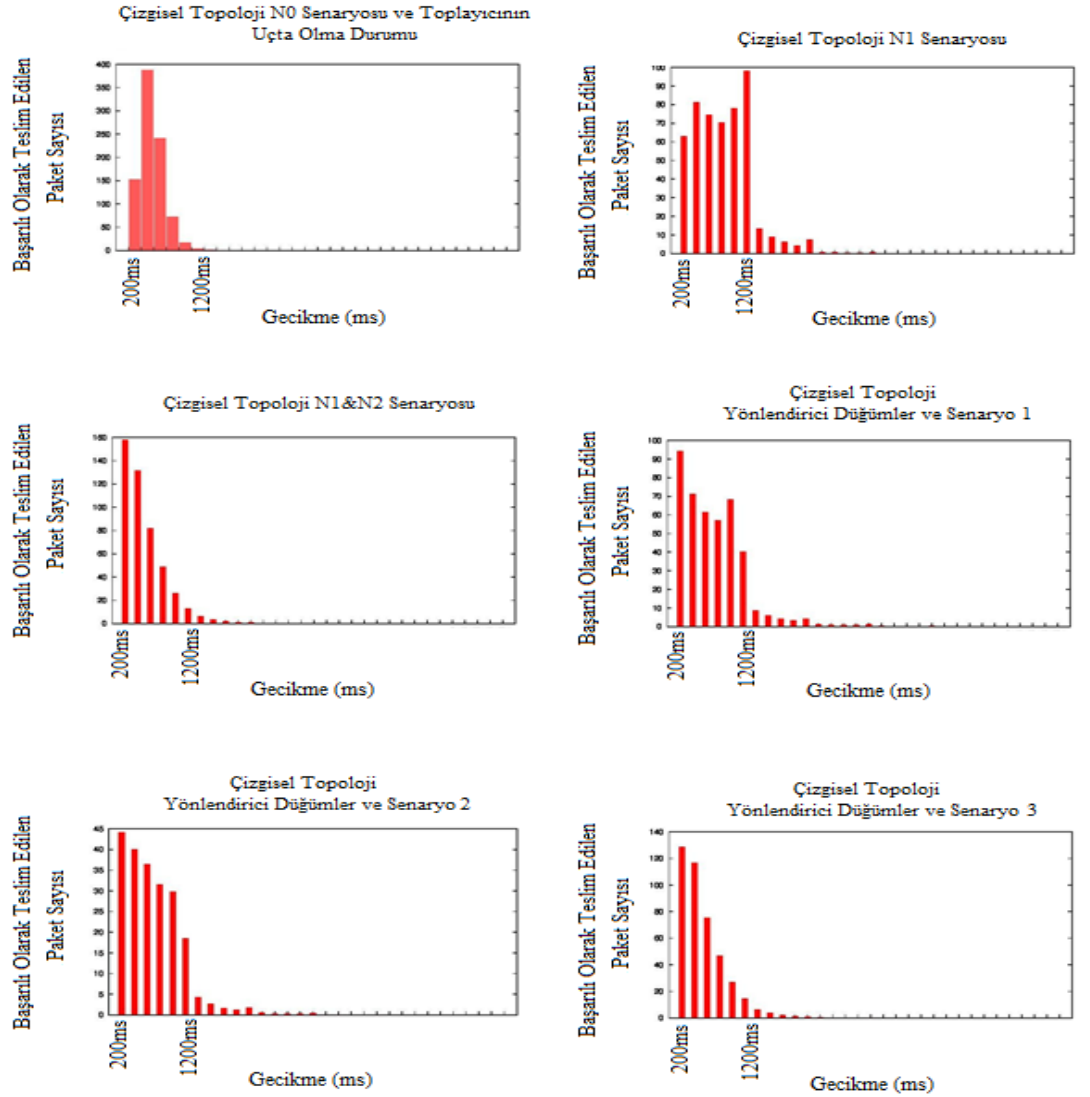 Çizgisel Topoloji N0 Senaryosu ve Toplayıcının
Uçta Olma Durumu
Başarılı Olarak Teslim Edilen
Paket Sayısı
400
350
300
250
200
150
100
50
0
200ms
1200ms
Gecikme (ms)
Çizgisel Topoloji N1 Senaryosu
Başarılı Olarak Teslim Edilen
Paket Sayısı
100
90
80
70
60
50
40
30
20
10
0
200ms
1200ms
Gecikme (ms)
Çizgisel Topoloji N1&N2 Senaryosu
Başarılı Olarak Teslim Edilen
Paket Sayısı
160
140
120
100
80
60
40
20
0
200ms
1200ms
Gecikme (ms)
Çizgisel Topoloji
Yönlendirici Düğümler ve Senaryo 1
Başarılı Olarak Teslim Edilen
Paket Sayısı
100
90
80
70
60
50
40
30
20
10
0
200ms
1200ms
Gecikme (ms)
Çizgisel Topoloji
Yönlendirici Düğümler ve Senaryo 2
Başarılı Olarak Teslim Edilen
Paket Sayısı
45
40
35
30
25
20
15
10
5
0
200ms
1200ms
Gecikme (ms)
Çizgisel Topoloji
Yönlendirici Düğümler ve Senaryo 3
Başarılı Olarak Teslim Edilen
Paket Sayısı
140
120
100
80
60
40
20
0
200ms
1200ms
Gecikme (ms)